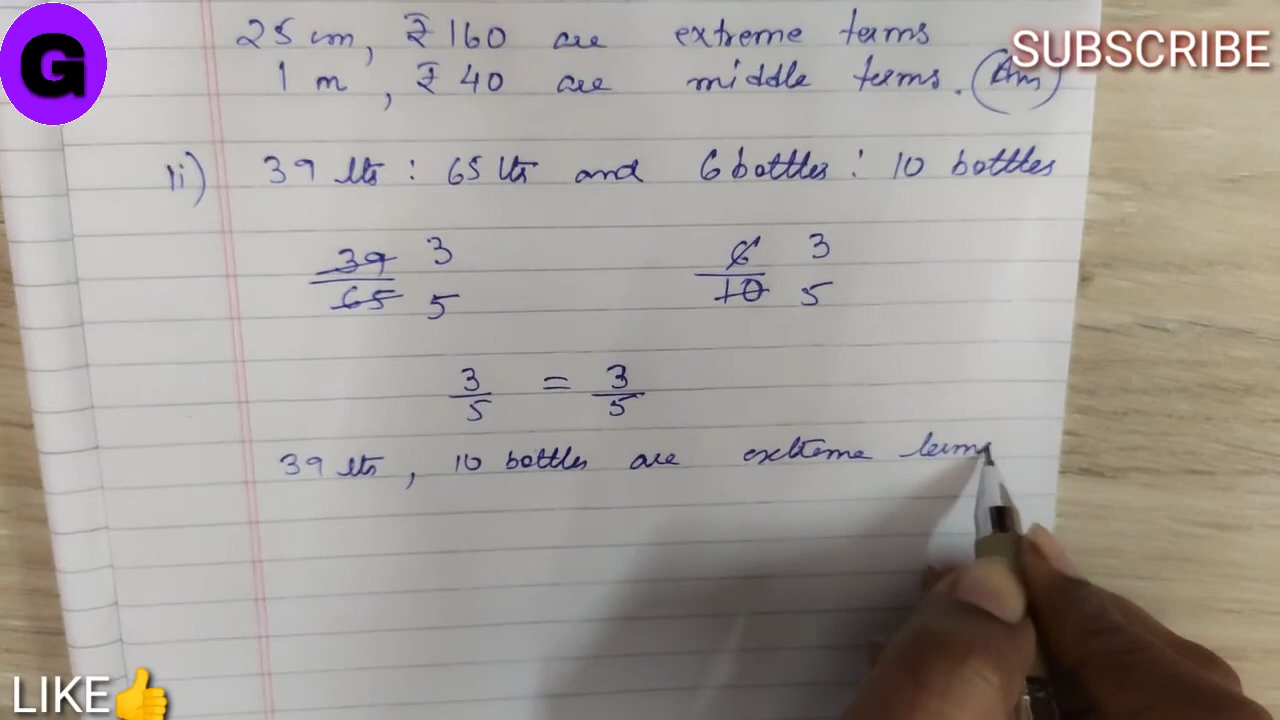 G
SUBSCRIBE
25 cm, ₹ 160 are extreme terms
1 m, ₹ 40 are middle terms. (Ans)
ii) 39 lts : 65 lts and 6 bottles : 10 bottles
39 3 6 3
65 5 10 5
3 = 3
5 5
39 lts, 10 bottles are extreme terms
LIKE👍